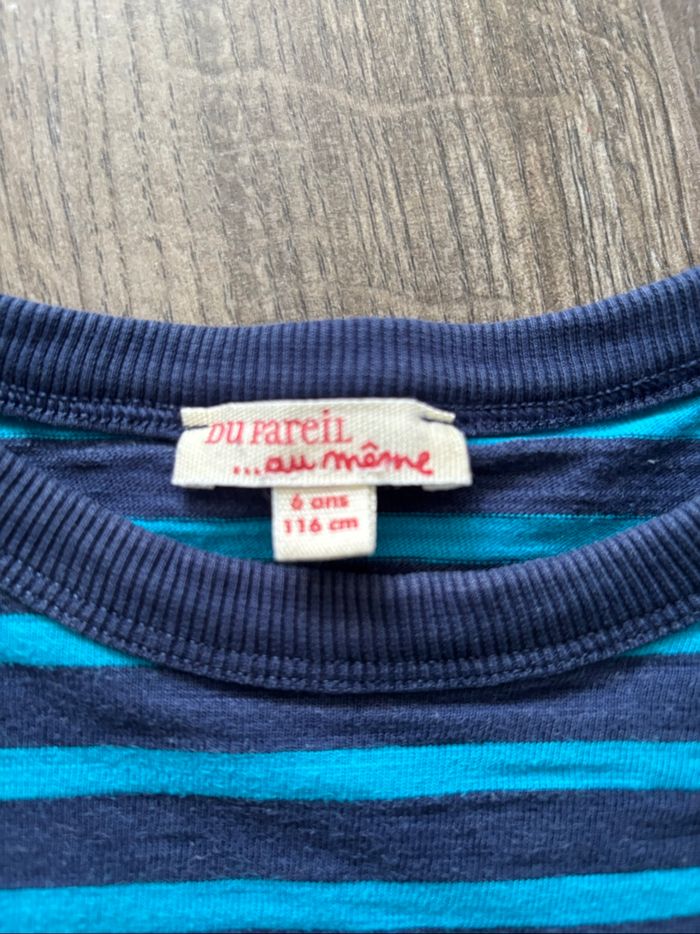 DU PareiL
...au même
6 ans
116 cm